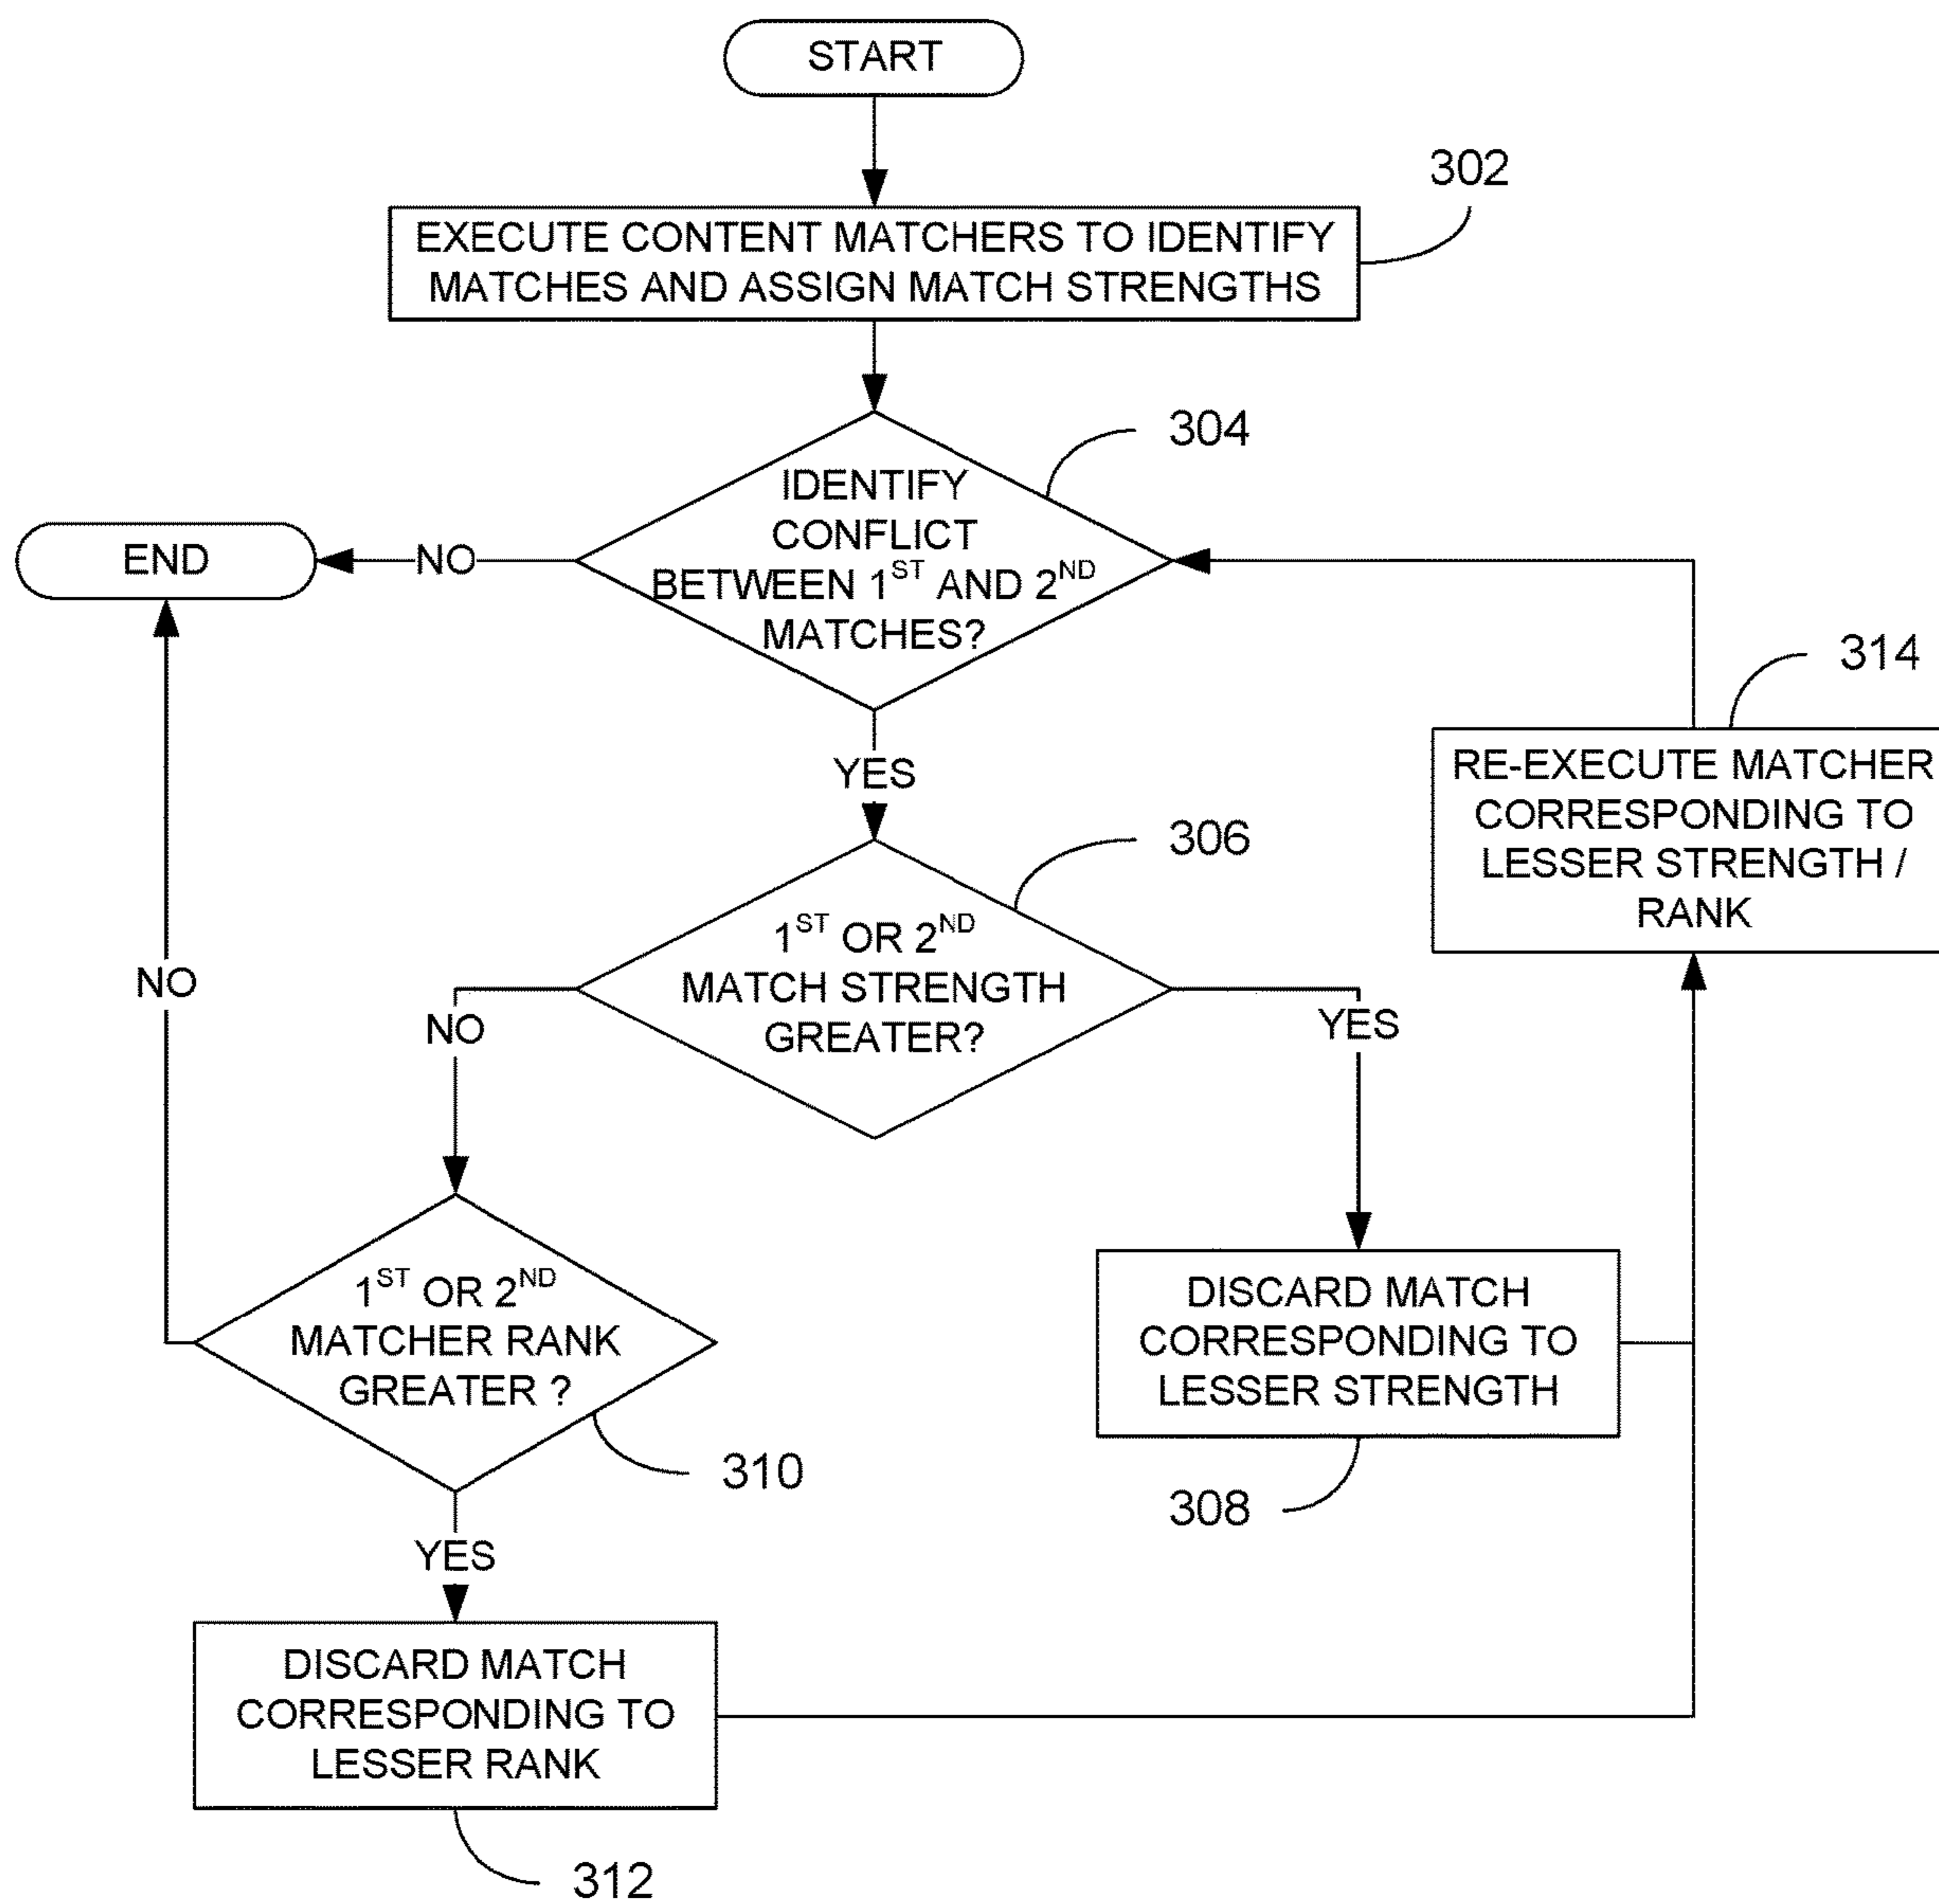 START
302
EXECUTE CONTENT MATCHERS TO IDENTIFY
MATCHES AND ASSIGN MATCH STRENGTHS
304
IDENTIFY
CONFLICT
BETWEEN 1ST AND 2ND
MATCHES?
NO
END
YES
314
RE-EXECUTE MATCHER
CORRESPONDING TO
LESSER STRENGTH /
RANK
306
1ST OR 2ND
MATCH STRENGTH
GREATER?
NO
NO
YES
1ST OR 2ND
MATCHER RANK
GREATER ?
310
DISCARD MATCH
CORRESPONDING TO
LESSER STRENGTH
308
YES
DISCARD MATCH
CORRESPONDING TO
LESSER RANK
312